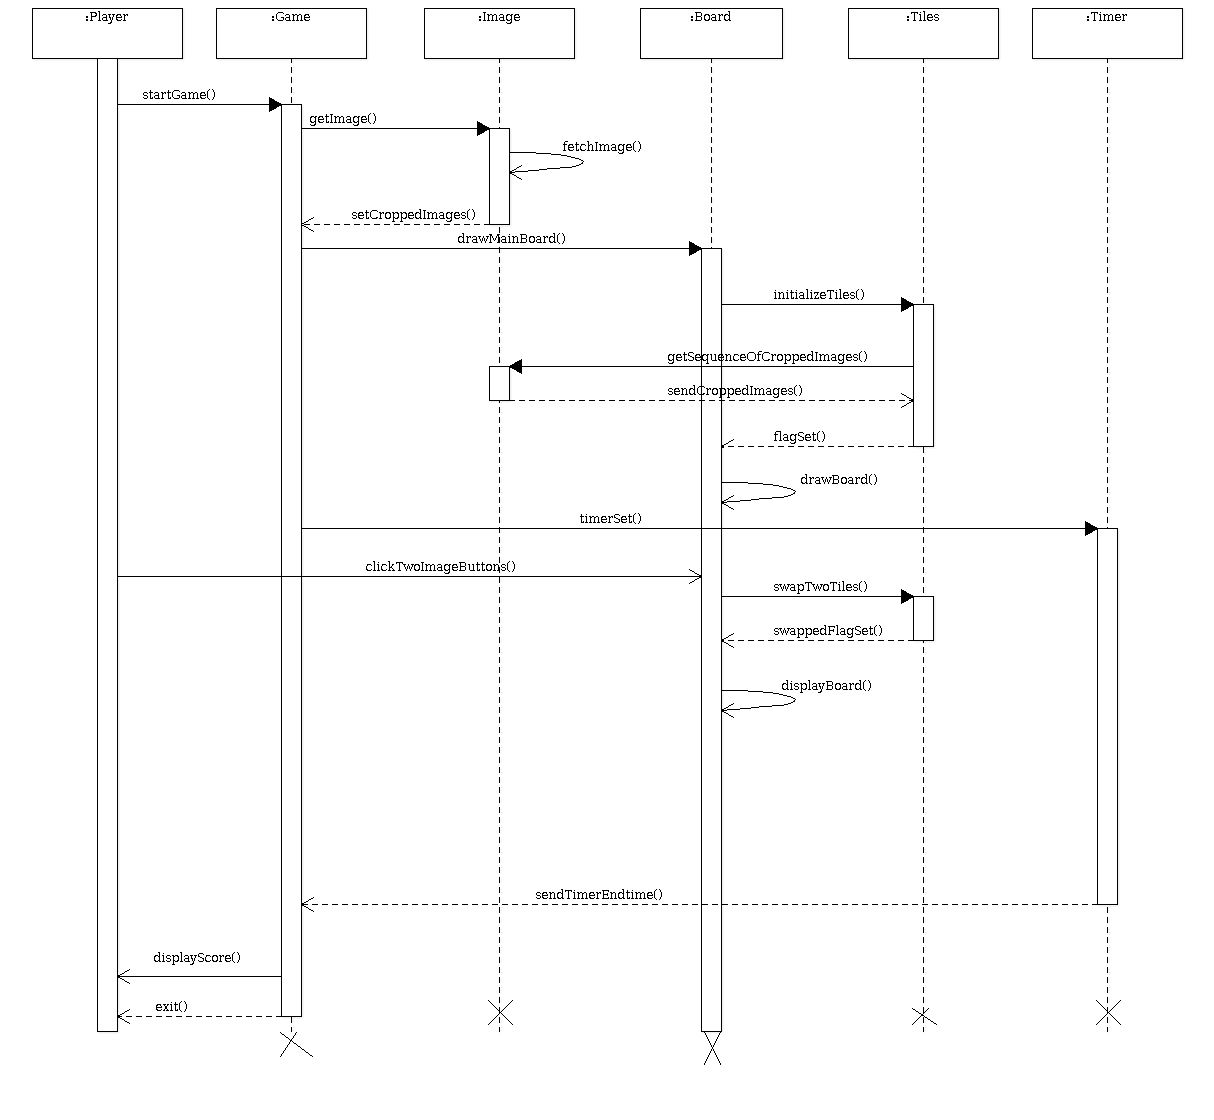 :Player
:Game
:Image
:Board
:Tiles
:Timer
startGame()
getImage()
fetchImage()
setCroppedImages()
drawMainBoard()
initializeTiles()
getSequenceOfCroppedImages()
sendCroppedImages()
flagSet()
drawBoard()
timerSet()
clickTwoImageButtons()
swapTwoTiles()
swappedFlagSet()
displayBoard()
sendTimerEndtime()
displayScore()
exit()